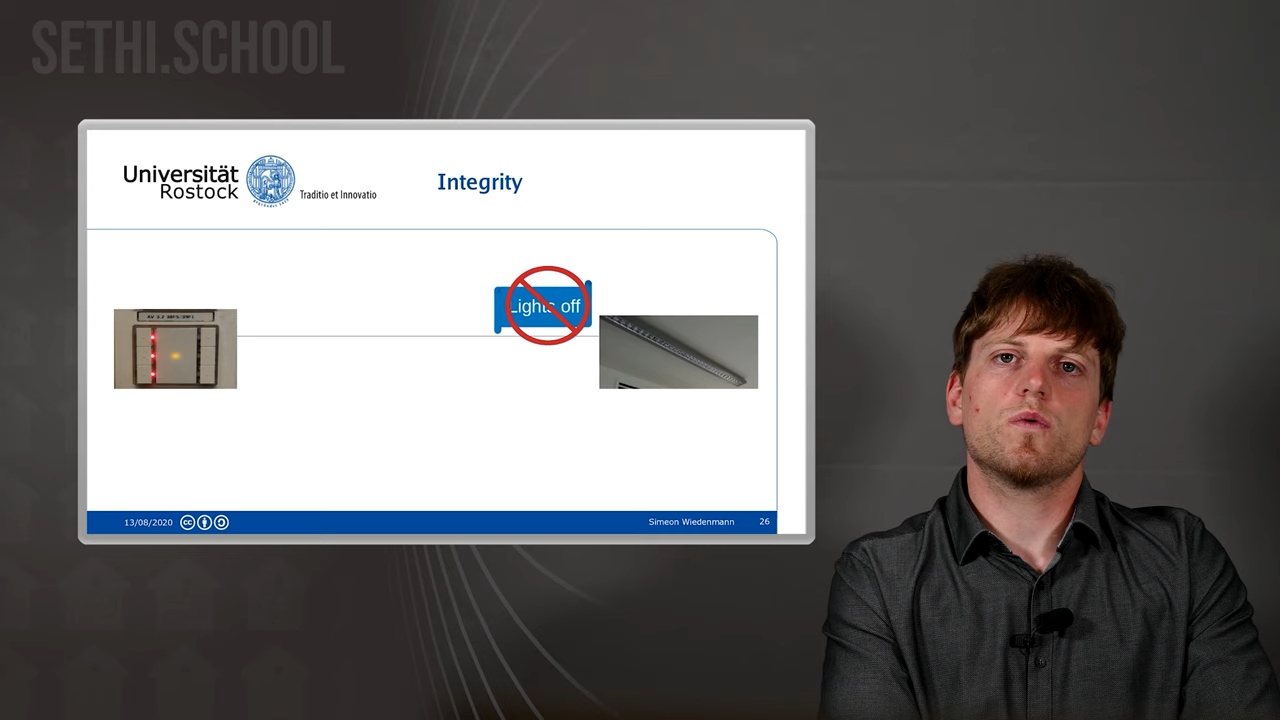 SETHI.SCHOOL
Universität
Rostock
Traditio et Innovatio
Integrity
Lights off
13/08/2020
Simeon Wiedenmann
26